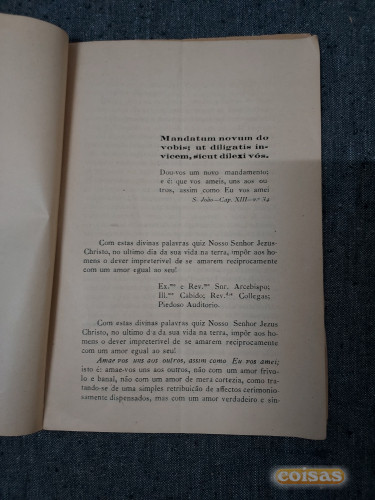 Mandatum novum do
vobis; ut diligatis in-
vicem, sicut dilexi vós.
Dou-vos um novo mandamento;
e é: que vos ameis, uns aos ou
tros, assim como Eu vos amei
S. João—Cap. XIII—v.º 34
Com estas divinas palavras quiz Nosso Senhor Jezus-
Christo, no ultimo dia da sua vida na terra, impôr aos ho-
mens o dever impreterivel de se amarem reciprocamente
com um amor egual ao seu!
Ex.mo e Rev.mo Snr. Arcebispo;
Ill.mo Cabido; Rev.dos Collegas;
Piedoso Auditorio.
Com estas divinas palavras quiz Nosso Senhor Jezus
Christo, no ultimo dia da sua vida na terra, impôr aos ho-
mens o dever impreterivel de se amarem reciprocamente
com um amor egual ao seu!
Amae vos uns aos outros, assim como Eu vos amei;
isto é: amae-vos uns aos outros, não com um amor frivo-
lo e banal, não com um amor de mera cortezia, como tra-
tando-se de uma simples retribuicão de affectos cerimonio-
samente dispensados, mas com um amor verdadeiro e sin-
coisas